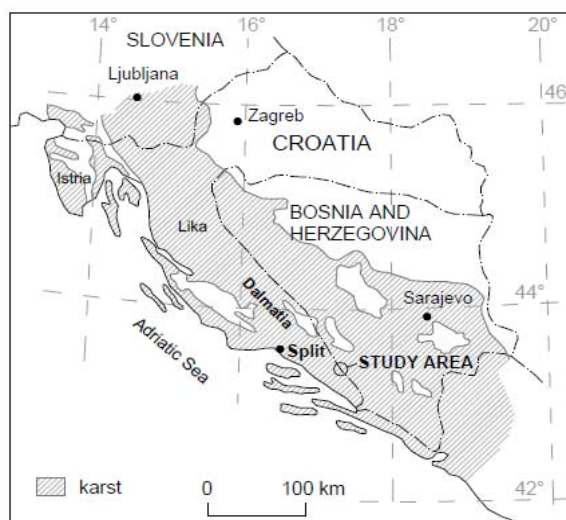 14°
16°
18°
20°
SLOVENIA
Ljubljana
46°
Zagreb
CROATIA
Istria
BOSNIA AND
HERZEGOVINA
Lika
Dalmatia
Sarajevo
44°
Adriatic Sea
Split
STUDY AREA
karst
0
100 km
42°